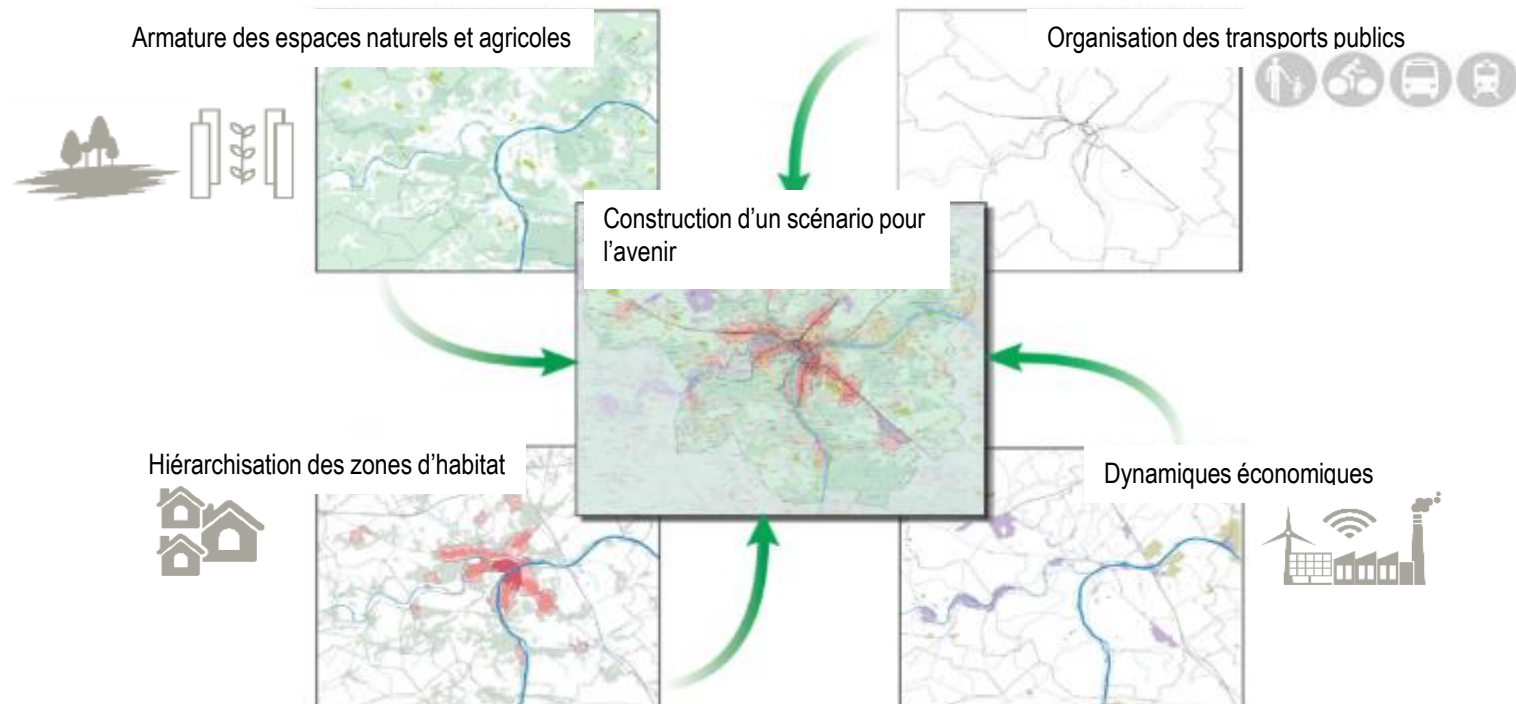 Armature des espaces naturels et agricoles
Organisation des transports publics
Construction d'un scénario pour
l'avenir
Hiérarchisation des zones d'habitat
Dynamiques économiques